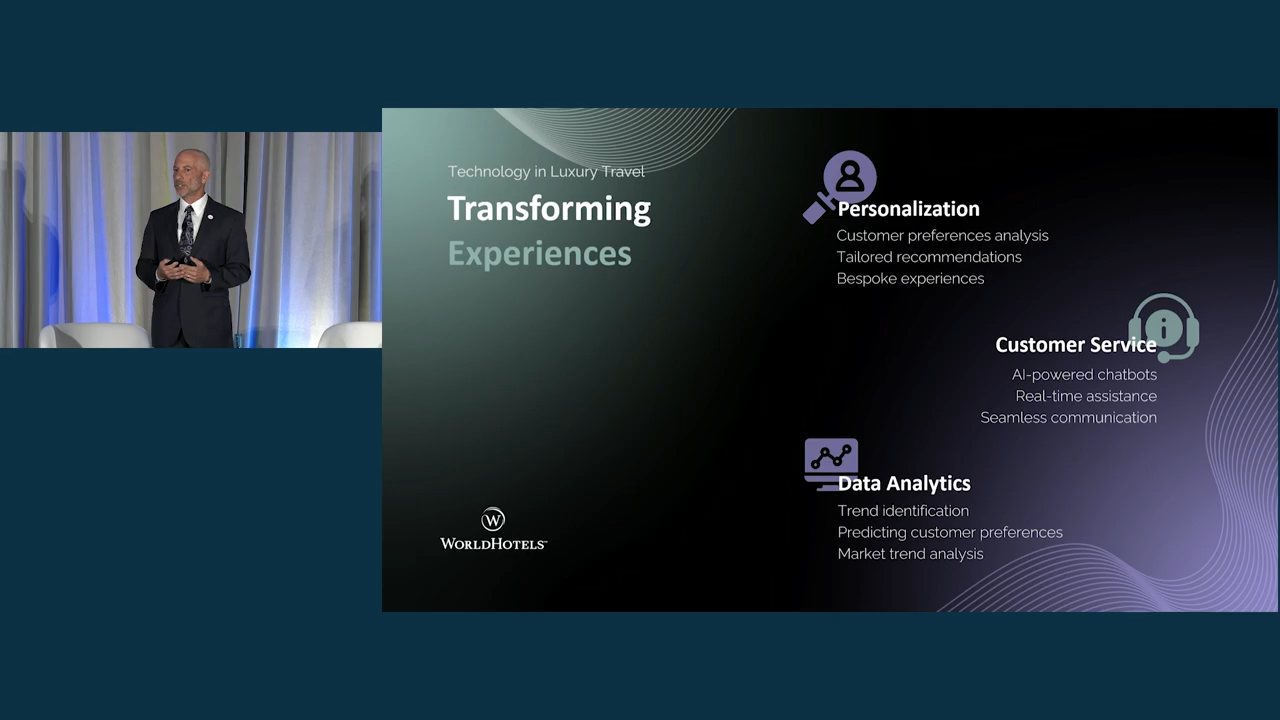 Technology in Luxury Travel
Transforming
Experiences
Personalization
Customer preferences analysis
Tailored recommendations
Bespoke experiences
Customer Service
AI-powered chatbots
Real-time assistance
Seamless communication
Data Analytics
Trend identification
Predicting customer preferences
Market trend analysis
W
WORLDHOTELS™